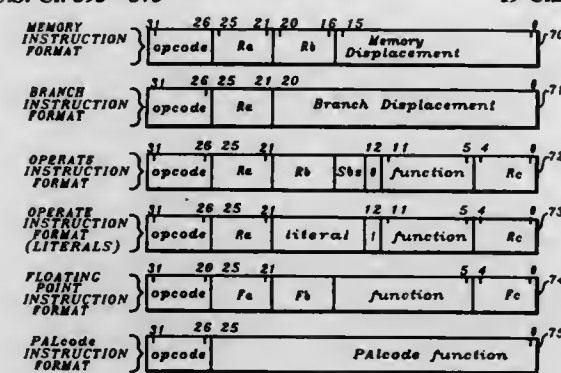 31 26 25 21 20 16 15 0
MEMORY INSTRUCTION FORMAT opcode Ra Rb Memory Displacement 70
31 26 25 21 20 0
BRANCH INSTRUCTION FORMAT opcode Ra Branch Displacement 71
31 26 25 21 12 11 5 4 0
OPERATE INSTRUCTION FORMAT opcode Ra Rb Sbz 0 function Rc 72
31 26 25 21 12 11 5 4 0
OPERATE INSTRUCTION FORMAT (LITERALS) opcode Ra literal 1 function Rc 73
31 26 25 21 5 4 0
FLOATING POINT INSTRUCTION FORMAT opcode Fa Fb function Fc 74
31 26 25 0
PALcode INSTRUCTION FORMAT opcode PALcode function 75